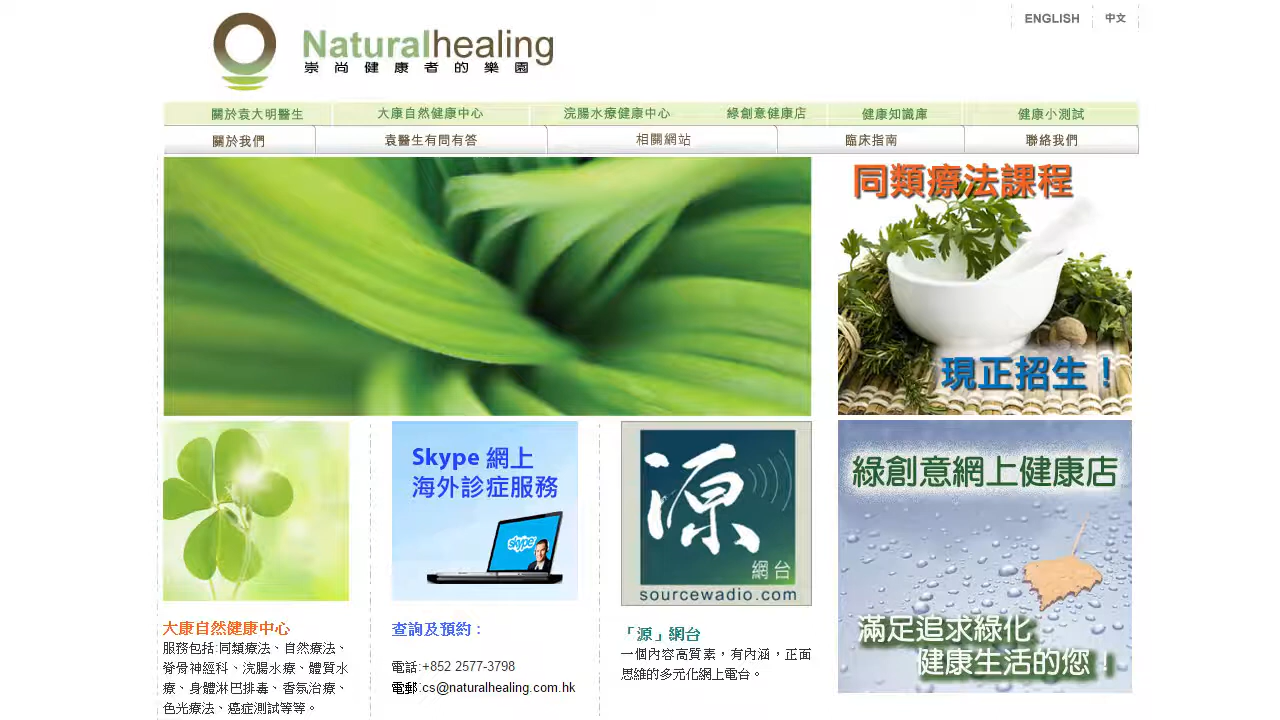 ENGLISH
中文
Naturalhealing
崇尚健康者的樂園
關於袁大明醫生
大康自然健康中心
浣腸水療健康中心
綠創意健康店
健康知識庫
健康小測試
關於我們
袁醫生有問有答
相關網站
臨床指南
聯絡我們
同類療法課程
現正招生！
Skype 網上
海外診症服務
skype
源
網台
sourcewadio.com
綠創意網上健康店
滿足追求綠化
健康生活的您！
大康自然健康中心
服務包括:同類療法、自然療法、
脊骨神經科、浣腸水療、體質水
療、身體淋巴排毒、香氛治療、
色光療法、癌症測試等等。
查詢及預約：
電話:+852 2577-3798
電郵:cs@naturalhealing.com.hk
「源」網台
一個內容高質素，有內涵，正面
思維的多元化網上電台。